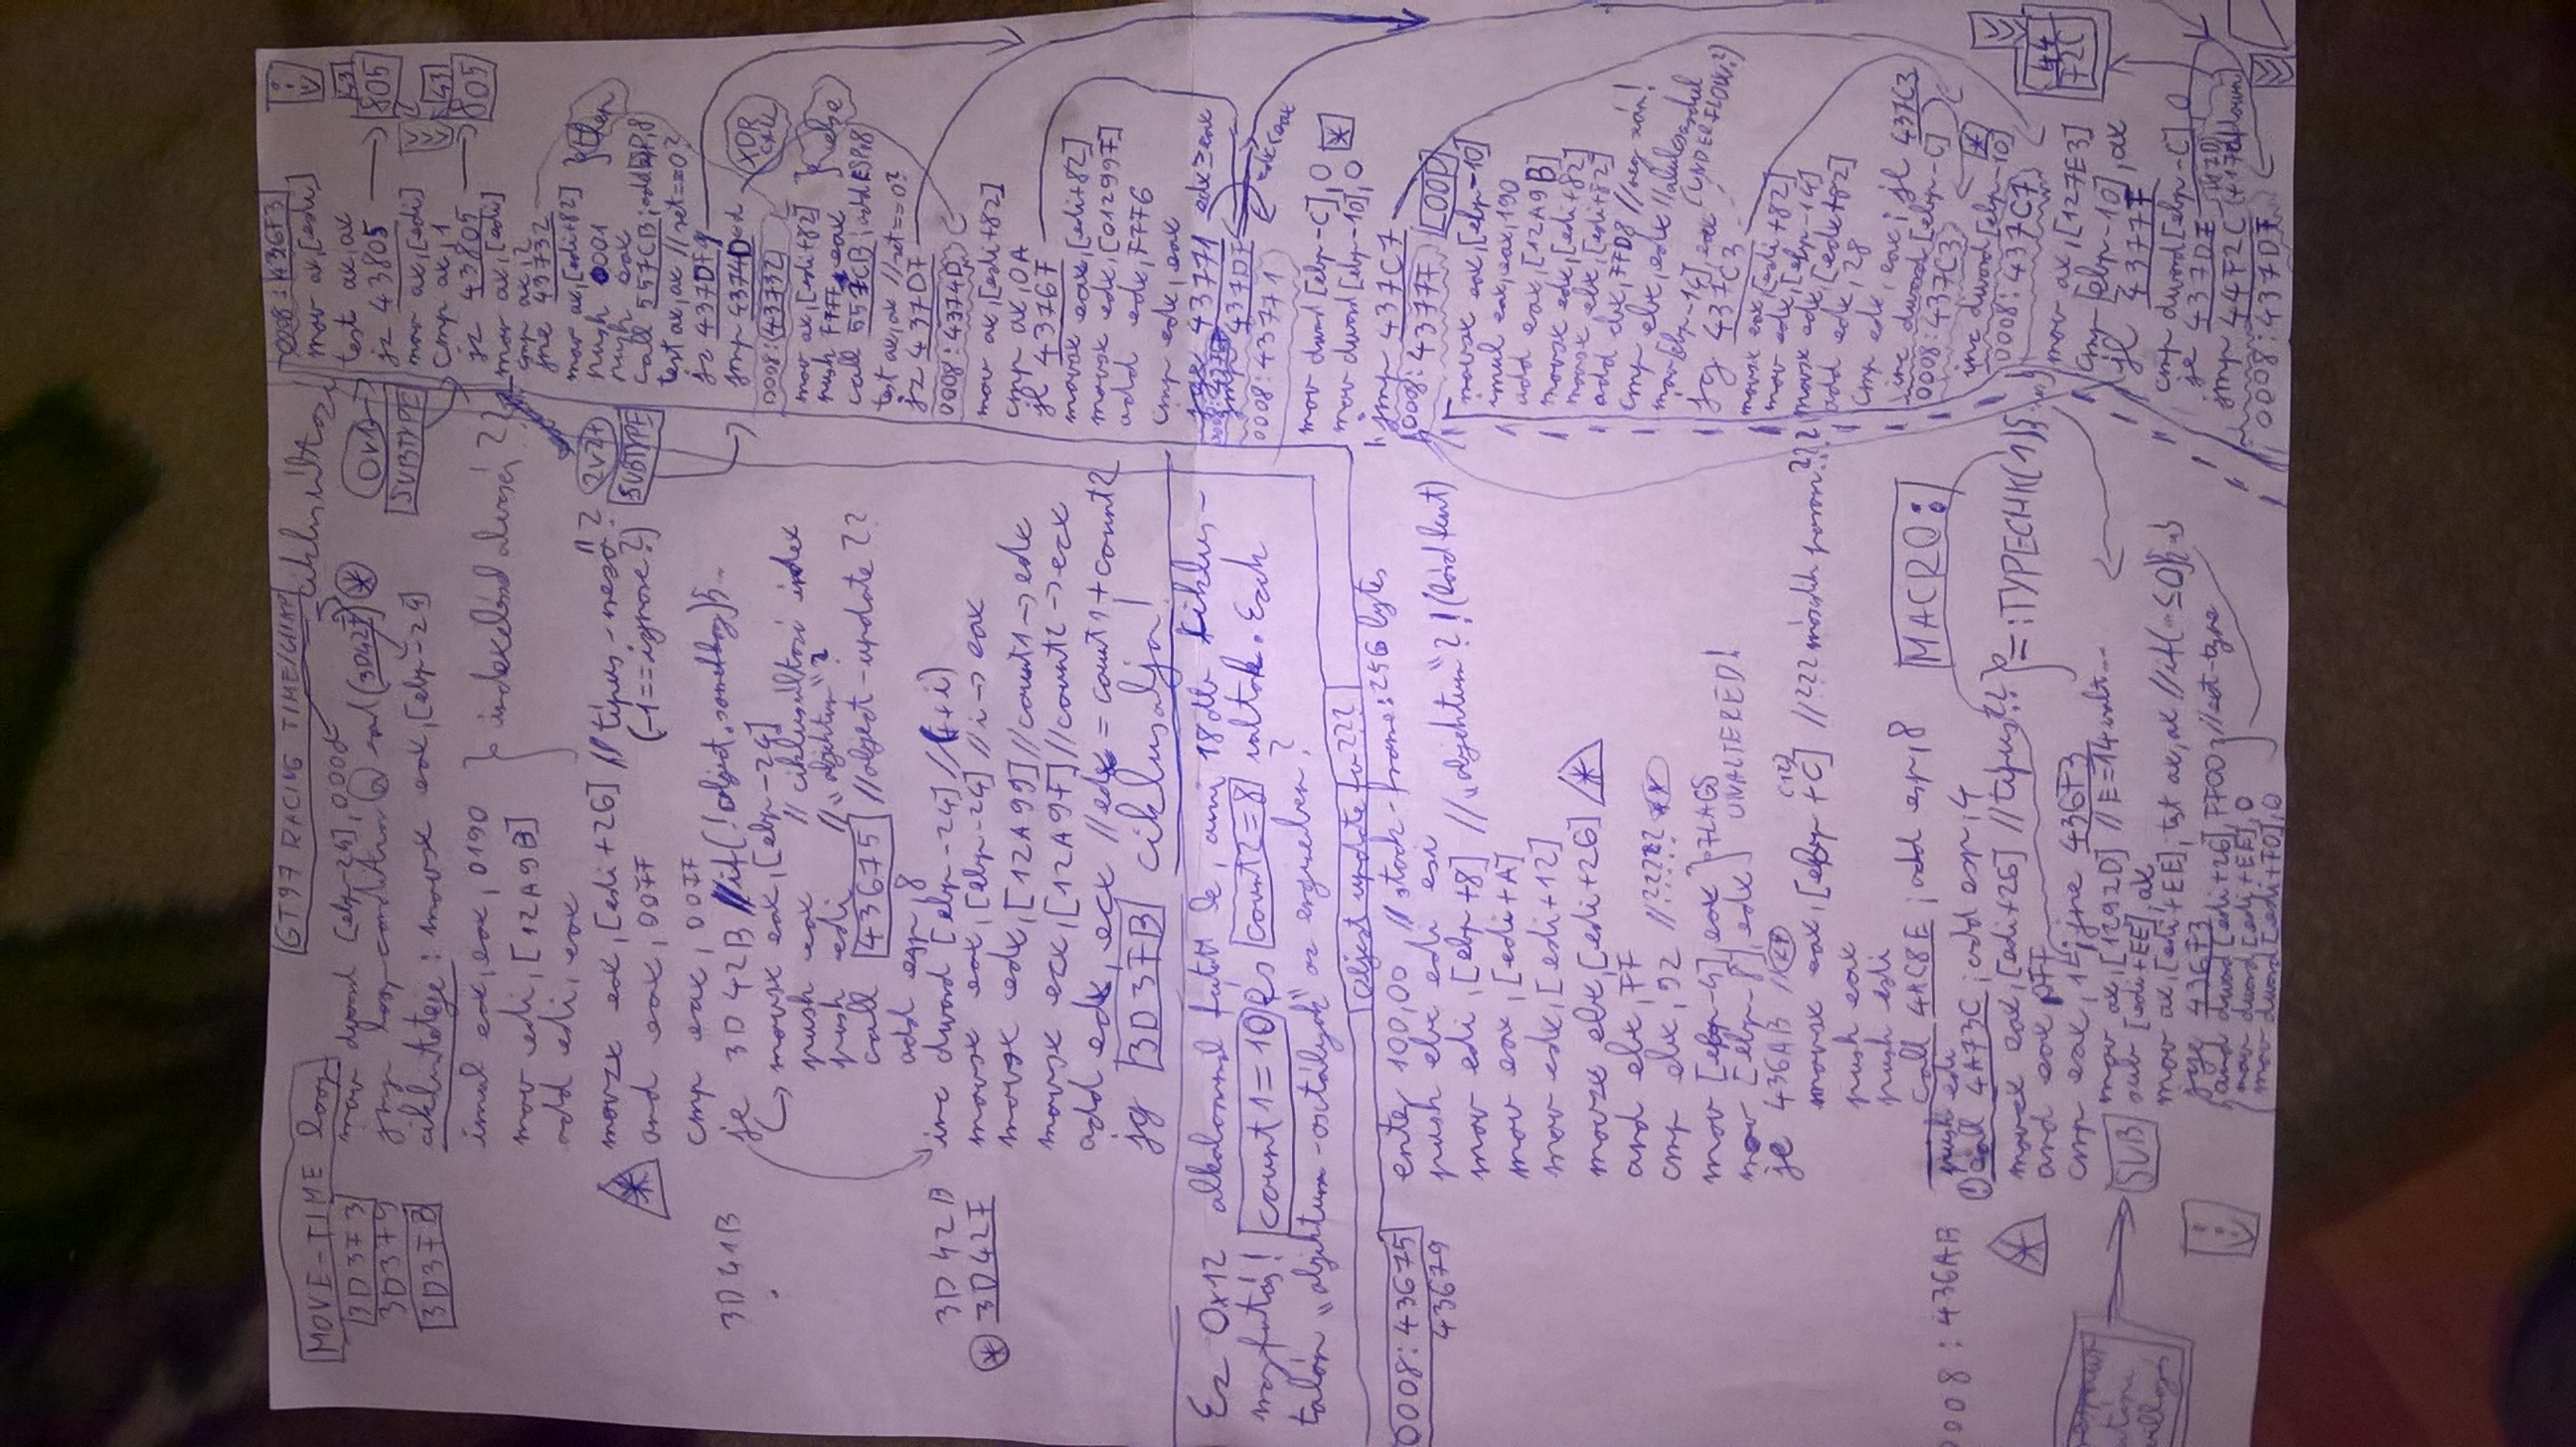 GT97 RACING TIME/CHAP
MOVE-TIME loop
3D3F3 mov dword [ebp-24], 000d ciklusváltozó
3D3F9 jmp loop-condition (3D42F)
3D3FB ciklusteteje: movsx eax, [ebp-24]
imul eax, eax, 0190
mov edi, [12A9B]
add edi, eax
movzx eax, [edi+26] // típus-mező?
and eax, 00FF (-1==ignore?)
cmp eax, 00FF
3D41B je 3D42B // if(!object.something){..
movsx eax, [ebp-24]
push eax // ciklusváltozó index
push edi // "objektum"?
call 43675 // object-update ??
add esp, 8
3D42B inc dword [ebp-24] // (++i)
3D42F movsx eax, [ebp-24] // i -> eax
movsx edx, [12A99] // count1 -> edx
movsx ecx, [12A9F] // count2 -> ecx
add edx, ecx // edx = count1 + count2
jg 3D3FB ciklusalja!
Ez 0x12 alkalommal futott le, ami 18db ciklus-
megfutás! count1=10 és count2=8 voltak. Ezek
talán "objektum-osztályok" az engineben?
Object update fv???
0008:43675 enter 100,00 // stack-frame: 256 bytes
43679 push ebx edi esi
mov edi, [ebp+8] // "objektum"?! (lásd fent)
mov eax, [edi+A]
mov edx, [edi+12]
movzx ebx, [edi+26]
and ebx, FF
cmp ebx, 92 // ????? **
mov [ebp-4], eax } FLAGS
mov [ebp-8], edx } UNALTERED!
je 436AB // **
(12)
movsx eax, [ebp+C] // ??? második param???
push eax
push edi
call 4AC8E ; add esp, 8
0008:436AB push edi
call 4A73C ; add esp, 4
MACRO:
movzx eax, [edi+26] // típus??
and eax, 0FF =:TYPECHK(1){
cmp eax, 1 ; jne 436F3
mov ax, [1292D] // E=14 volt...
SUB sub [edi+EE], ax
mov ax, [edi+EE], test ax, ax // if(..≤0){
jge 436F3
and dword [edi+26], FF00 // set-type
mov dword [edi+EE], 0
mov dword [edi+F0], 0
0008:436F3
mov ax, [edi]
test ax, ax
0v1 SUBTYPE
jz 43805 43 805
mov ax, [edi]
cmp ax, 1
jz 43805 43 805
mov ax, [edi]
cmp ax, 2
jne 43732
mov ax, [edi+82] } then
push 0001
push eax
2v2+ SUBTYPE
call 557CB ; add ESP, 8
test ax, ax // ret==0?
jz 437DF
jmp 4374D XOR CALL
0008:43732
mov ax, [edi+82] } else
push FFFF, eax
call 557CB ; add ESP, 8
test ax, ax // ret==0?
jz 437DF
0008:4374D
mov ax, [edi+82]
cmp ax, 0A
jl 4376F
movsx eax, [edi+82]
movsx edx, [01299F]
add edx, FFF6
cmp edx, eax
jge 43771 edx≥eax
jmp 437DF edx<eax
0008:43771
mov dword [ebp-C], 0
mov dword [ebp-10], 0
jmp 437C7
0008:4377F LOOP
movsx eax, [ebp-10]
imul eax, eax, 190
add eax, [12A9B]
movsx edx, [edi+82]
movsx ebx, [edi+82]
add ebx, FFD8 // neg szám!
cmp ebx, edx // alulcsordul
mov [ebp-14], eax (UNDERFLOW?)
jg 437C3
movsx eax, [edi+82]
mov edx, [ebp-14]
movsx edx, [edx+82]
add edx, 28
cmp edx, eax ; jl 437C3
inc dword [ebp-C]
0008:437C3
inc dword [ebp-10]
0008:437C7
mov ax, [127E3]
cmp [ebp-10], ax
jl 4377F
cmp dword [ebp-C], 0
je 437DF
jmp 44F2C
44 F2C
0008:437DF